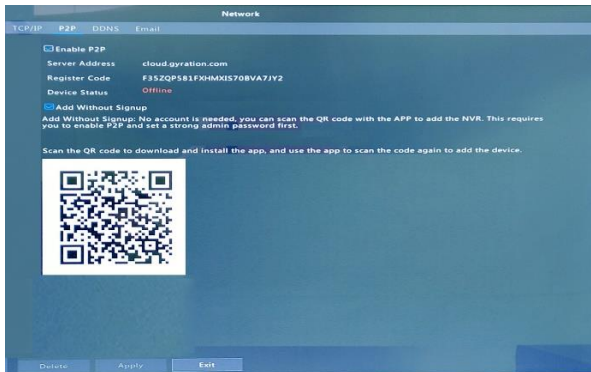 Network
TCP/IP P2P DDNS Email
Enable P2P
Server Address cloud.gyration.com
Register Code F35ZQP581FXHMXIS70BVA7JY2
Device Status Offline
Add Without Signup
Add Without Signup: No account is needed, you can scan the QR code with the APP to add the NVR. This requires
you to enable P2P and set a strong admin password first.
Scan the QR code to download and install the app, and use the app to scan the code again to add the device.
Delete Apply Exit